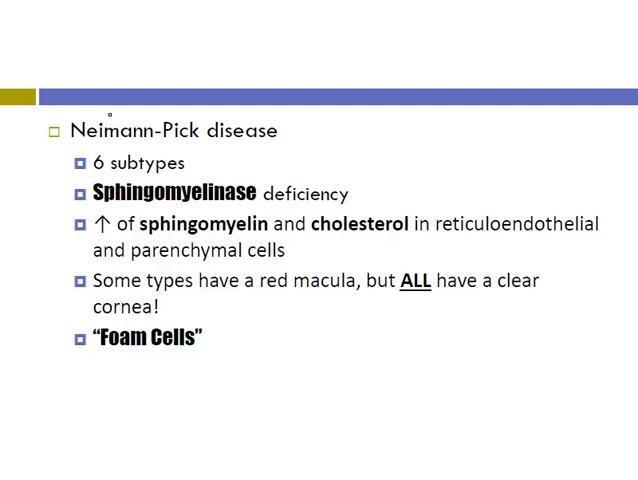 Neimann-Pick disease
6 subtypes
Sphingomyelinase deficiency
↑ of sphingomyelin and cholesterol in reticuloendothelial
and parenchymal cells
Some types have a red macula, but ALL have a clear
cornea!
“Foam Cells”